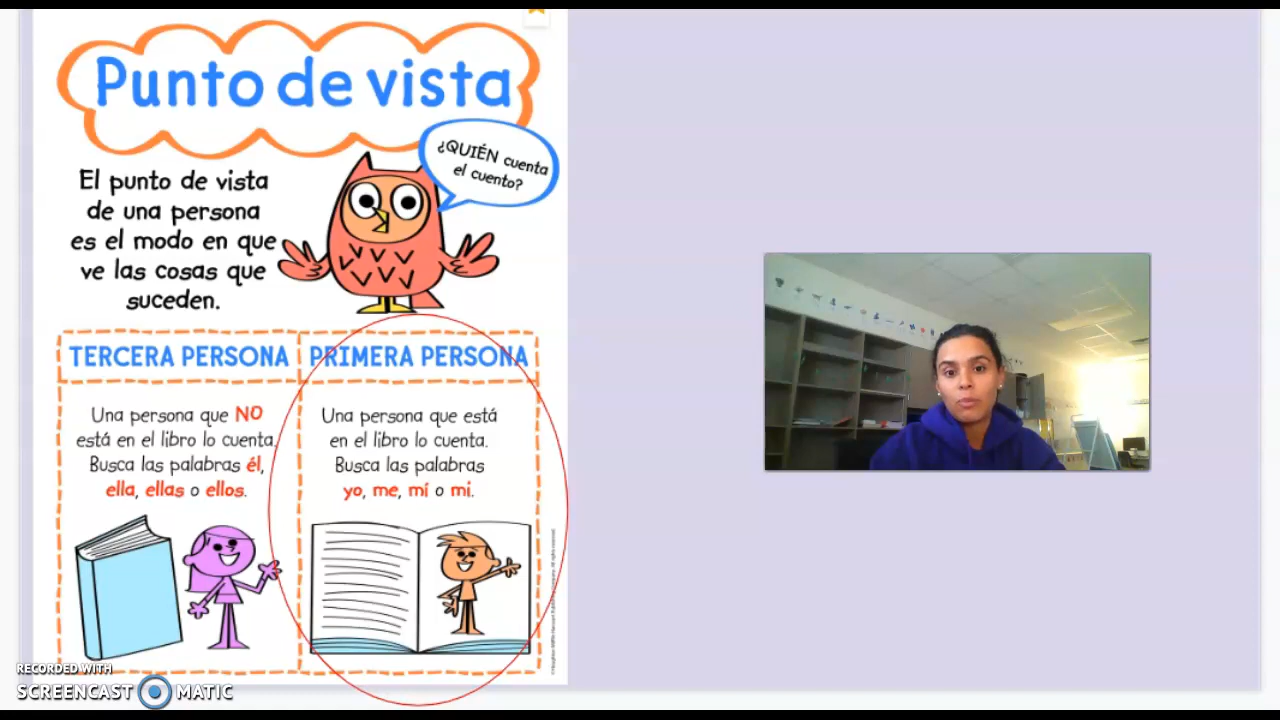 Punto de vista
¿QUIÉN cuenta
el cuento?
El punto de vista
de una persona
es el modo en que
ve las cosas que
suceden.
TERCERA PERSONA
Una persona que NO
está en el libro lo cuenta.
Busca las palabras él,
ella, ellas o ellos.
PRIMERA PERSONA
Una persona que está
en el libro lo cuenta.
Busca las palabras
yo, me, mí o mi.
RECORDED WITH
SCREENCAST MATIC